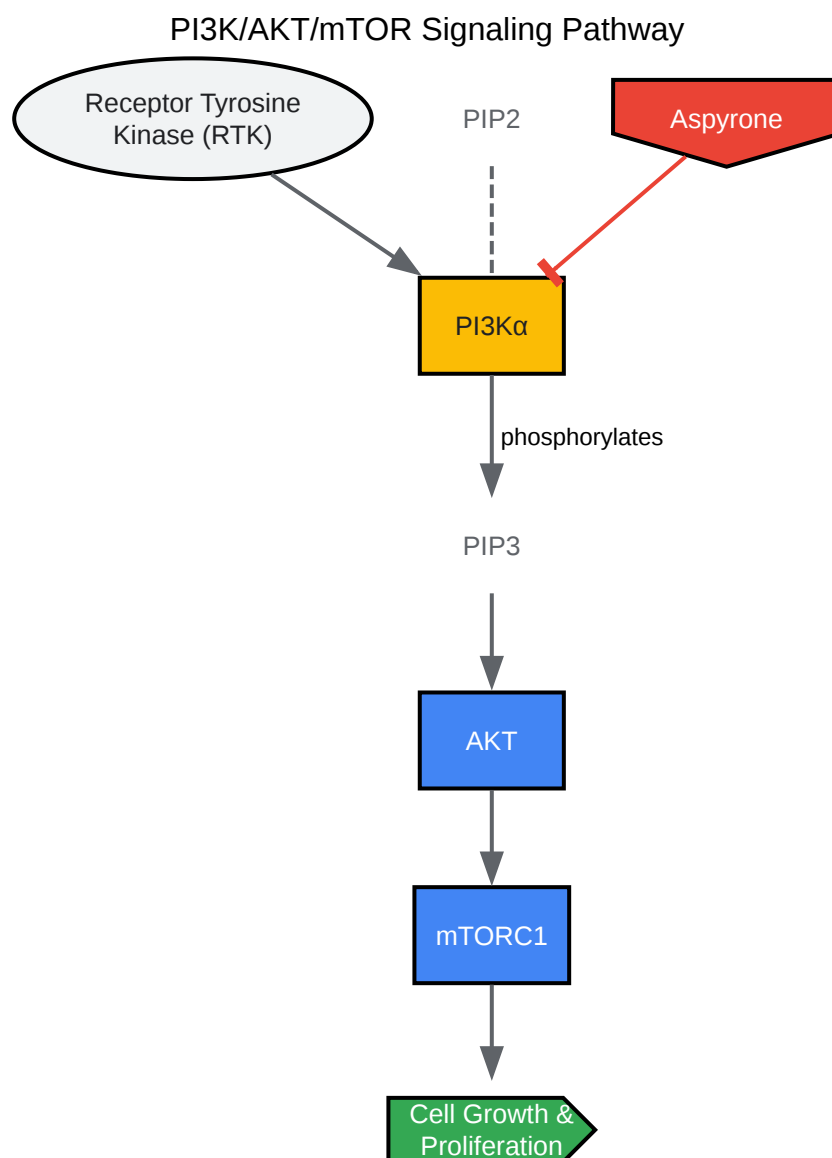 PI3K/AKT/mTOR Signaling Pathway
Receptor Tyrosine
Kinase (RTK)
PIP2
Aspyrone
PI3Kα
phosphorylates
PIP3
AKT
mTORC1
Cell Growth &
Proliferation